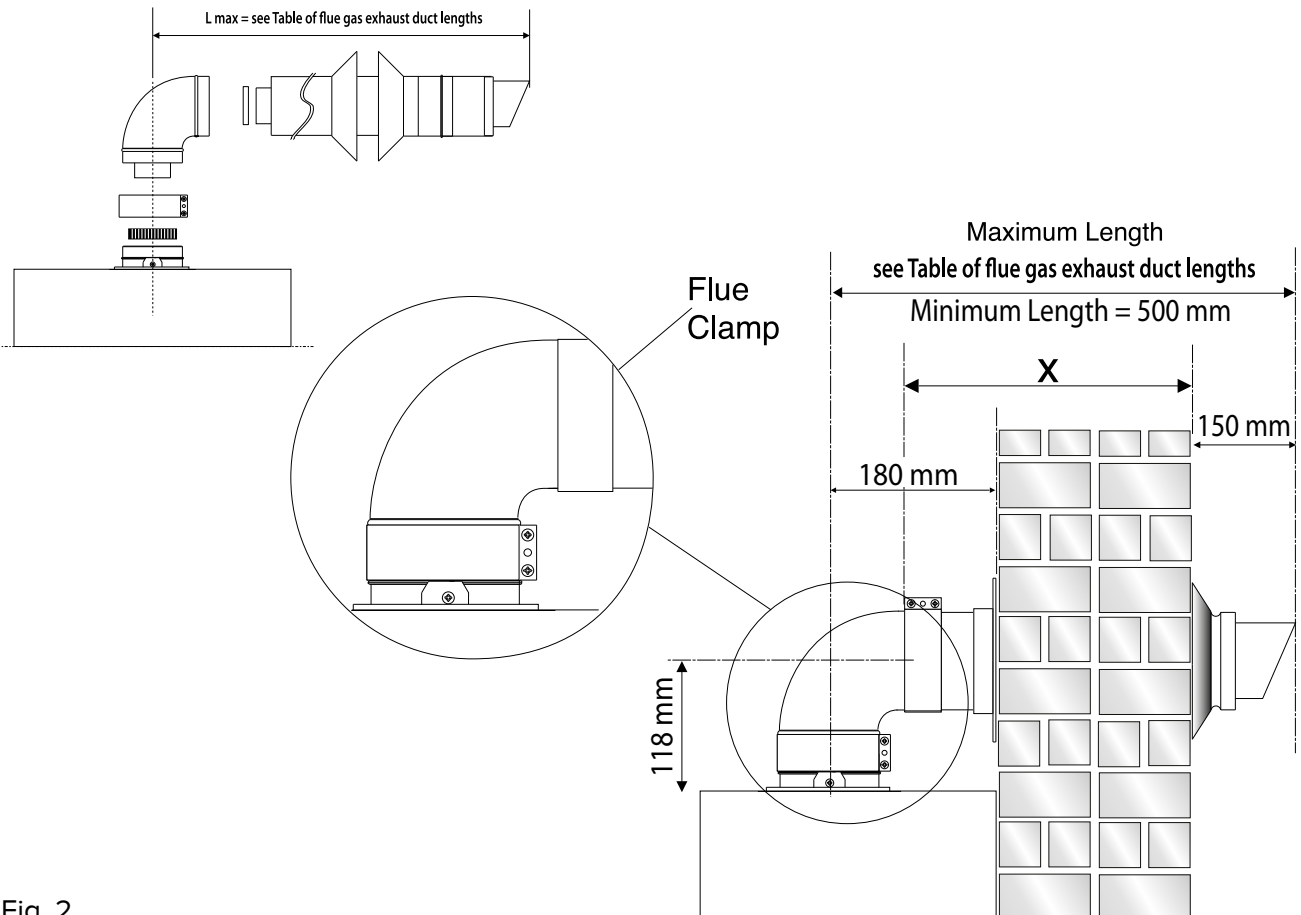 L max = see Table of flue gas exhaust duct lengths
Maximum Length
see Table of flue gas exhaust duct lengths
Minimum Length = 500 mm
Flue
Clamp
X
150 mm
180 mm
118 mm
Fig. 2